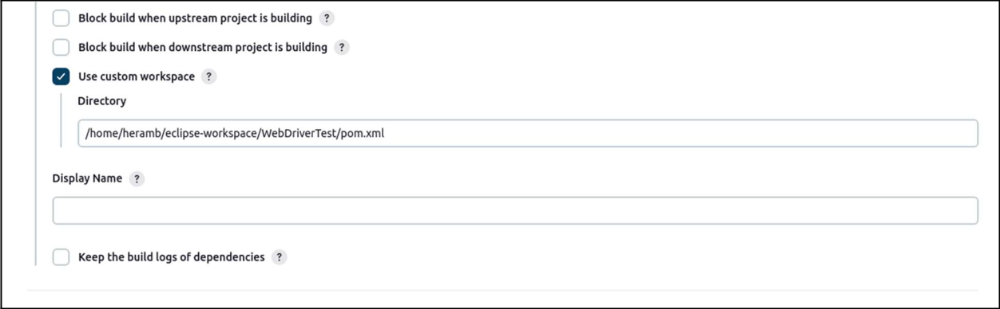 Block build when upstream project is building ?
Block build when downstream project is building ?
Use custom workspace ?
Directory
/home/heramb/eclipse-workspace/WebDriverTest/pom.xml
Display Name ?
Keep the build logs of dependencies ?